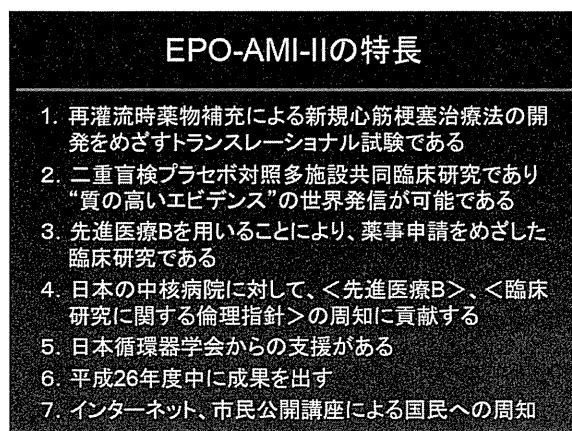 EPO-AMI-IIの特長
1. 再灌流時薬物補充による新規心筋梗塞治療法の開
発をめざすトランスレーショナル試験である
2. 二重盲検プラセボ対照多施設共同臨床研究であり
“質の高いエビデンス”の世界発信が可能である
3. 先進医療Bを用いることにより、薬事申請をめざした
臨床研究である
4. 日本の中核病院に対して、＜先進医療B＞、＜臨床
研究に関する倫理指針＞の周知に貢献する
5. 日本循環器学会からの支援がある
6. 平成26年度中に成果を出す
7. インターネット、市民公開講座による国民への周知